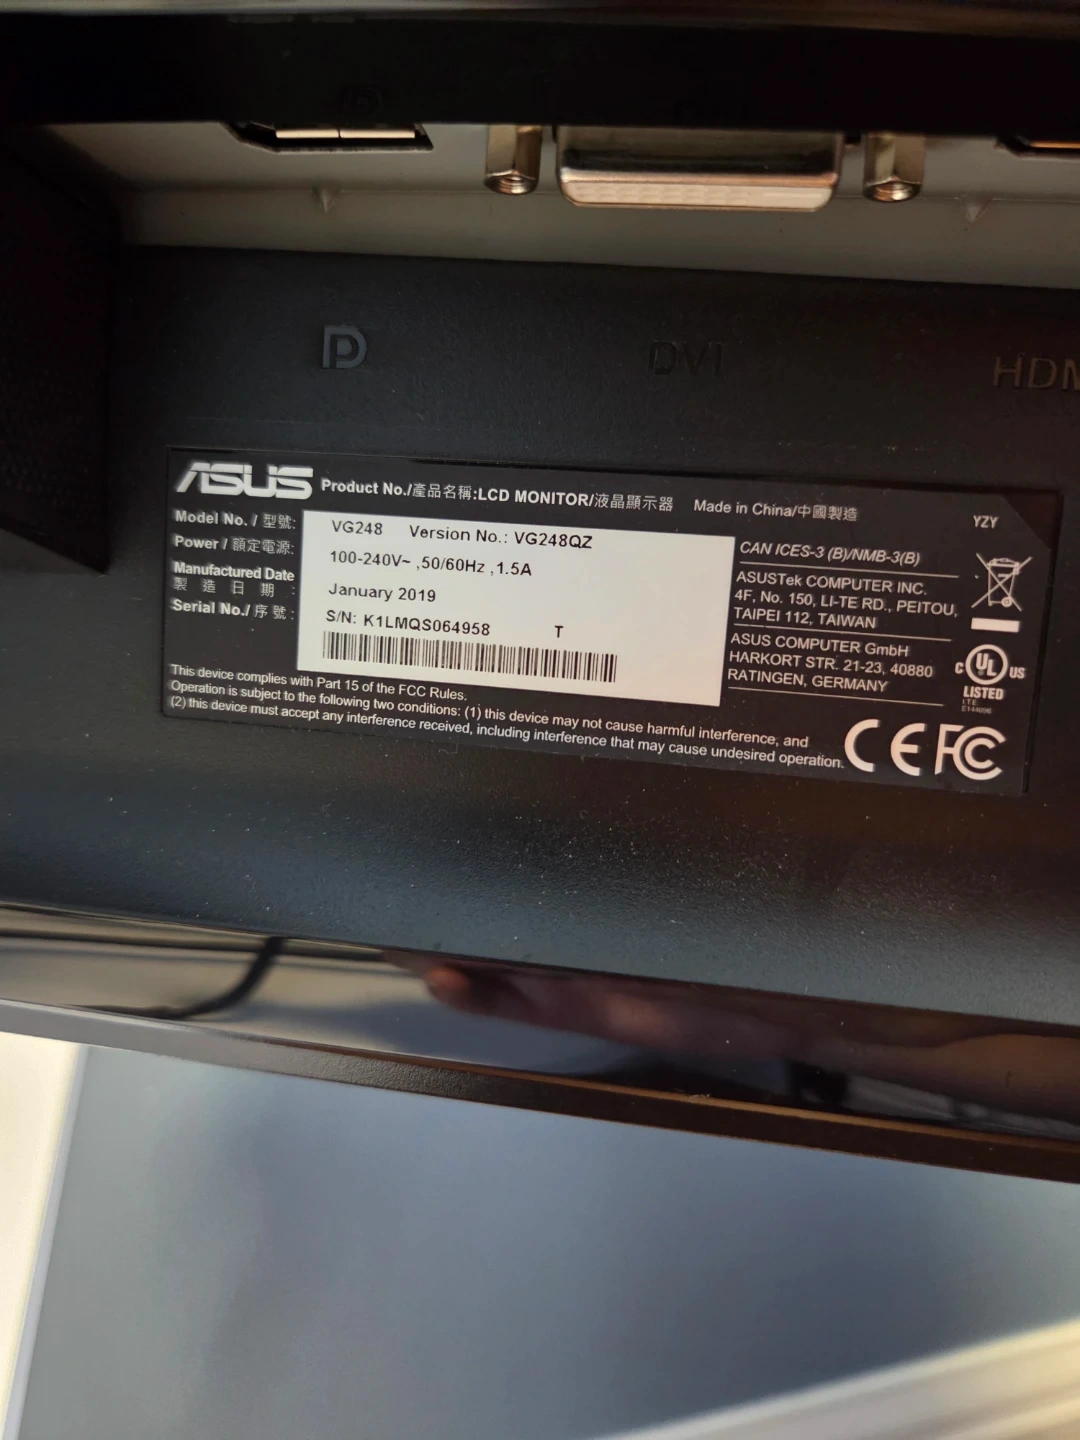 DVI
HDM
ASUS Product No./產品名稱:LCD MONITOR/液晶顯示器 Made in China/中國製造 YZY
Model No. / 型號: VG248 Version No.: VG248QZ
Power / 額定電源: 100-240V~ ,50/60Hz ,1.5A
Manufactured Date
製 造 日 期 : January 2019
Serial No./ 序 號 : S/N: K1LMQS064958 T
CAN ICES-3 (B)/NMB-3(B)
ASUSTek COMPUTER INC.
4F, No. 150, LI-TE RD., PEITOU,
TAIPEI 112, TAIWAN
ASUS COMPUTER GmbH
HARKORT STR. 21-23, 40880
RATINGEN, GERMANY
C UL US
LISTED
I.T.E.
E144096
This device complies with Part 15 of the FCC Rules.
Operation is subject to the following two conditions: (1) this device may not cause harmful interference, and
(2) this device must accept any interference received, including interference that may cause undesired operation.
CE FC